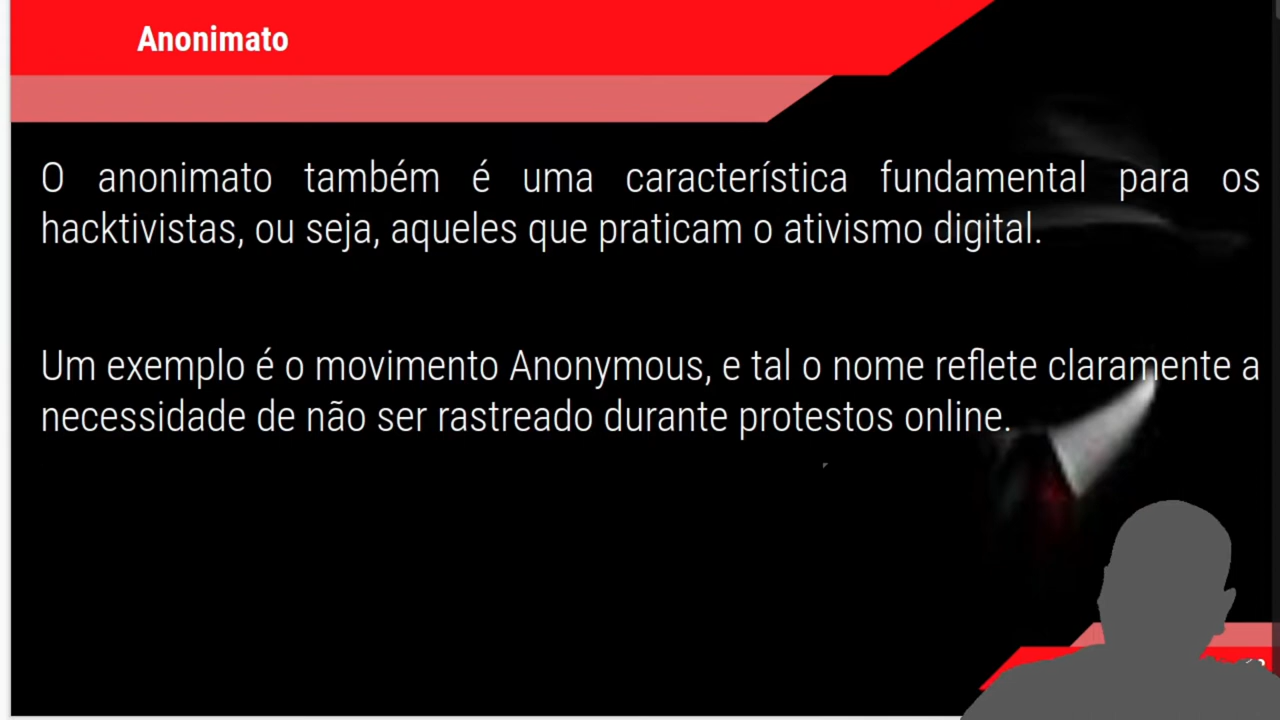 Anonimato
O anonimato também é uma característica fundamental para os
hacktivistas, ou seja, aqueles que praticam o ativismo digital.
Um exemplo é o movimento Anonymous, e tal o nome reflete claramente a
necessidade de não ser rastreado durante protestos online.